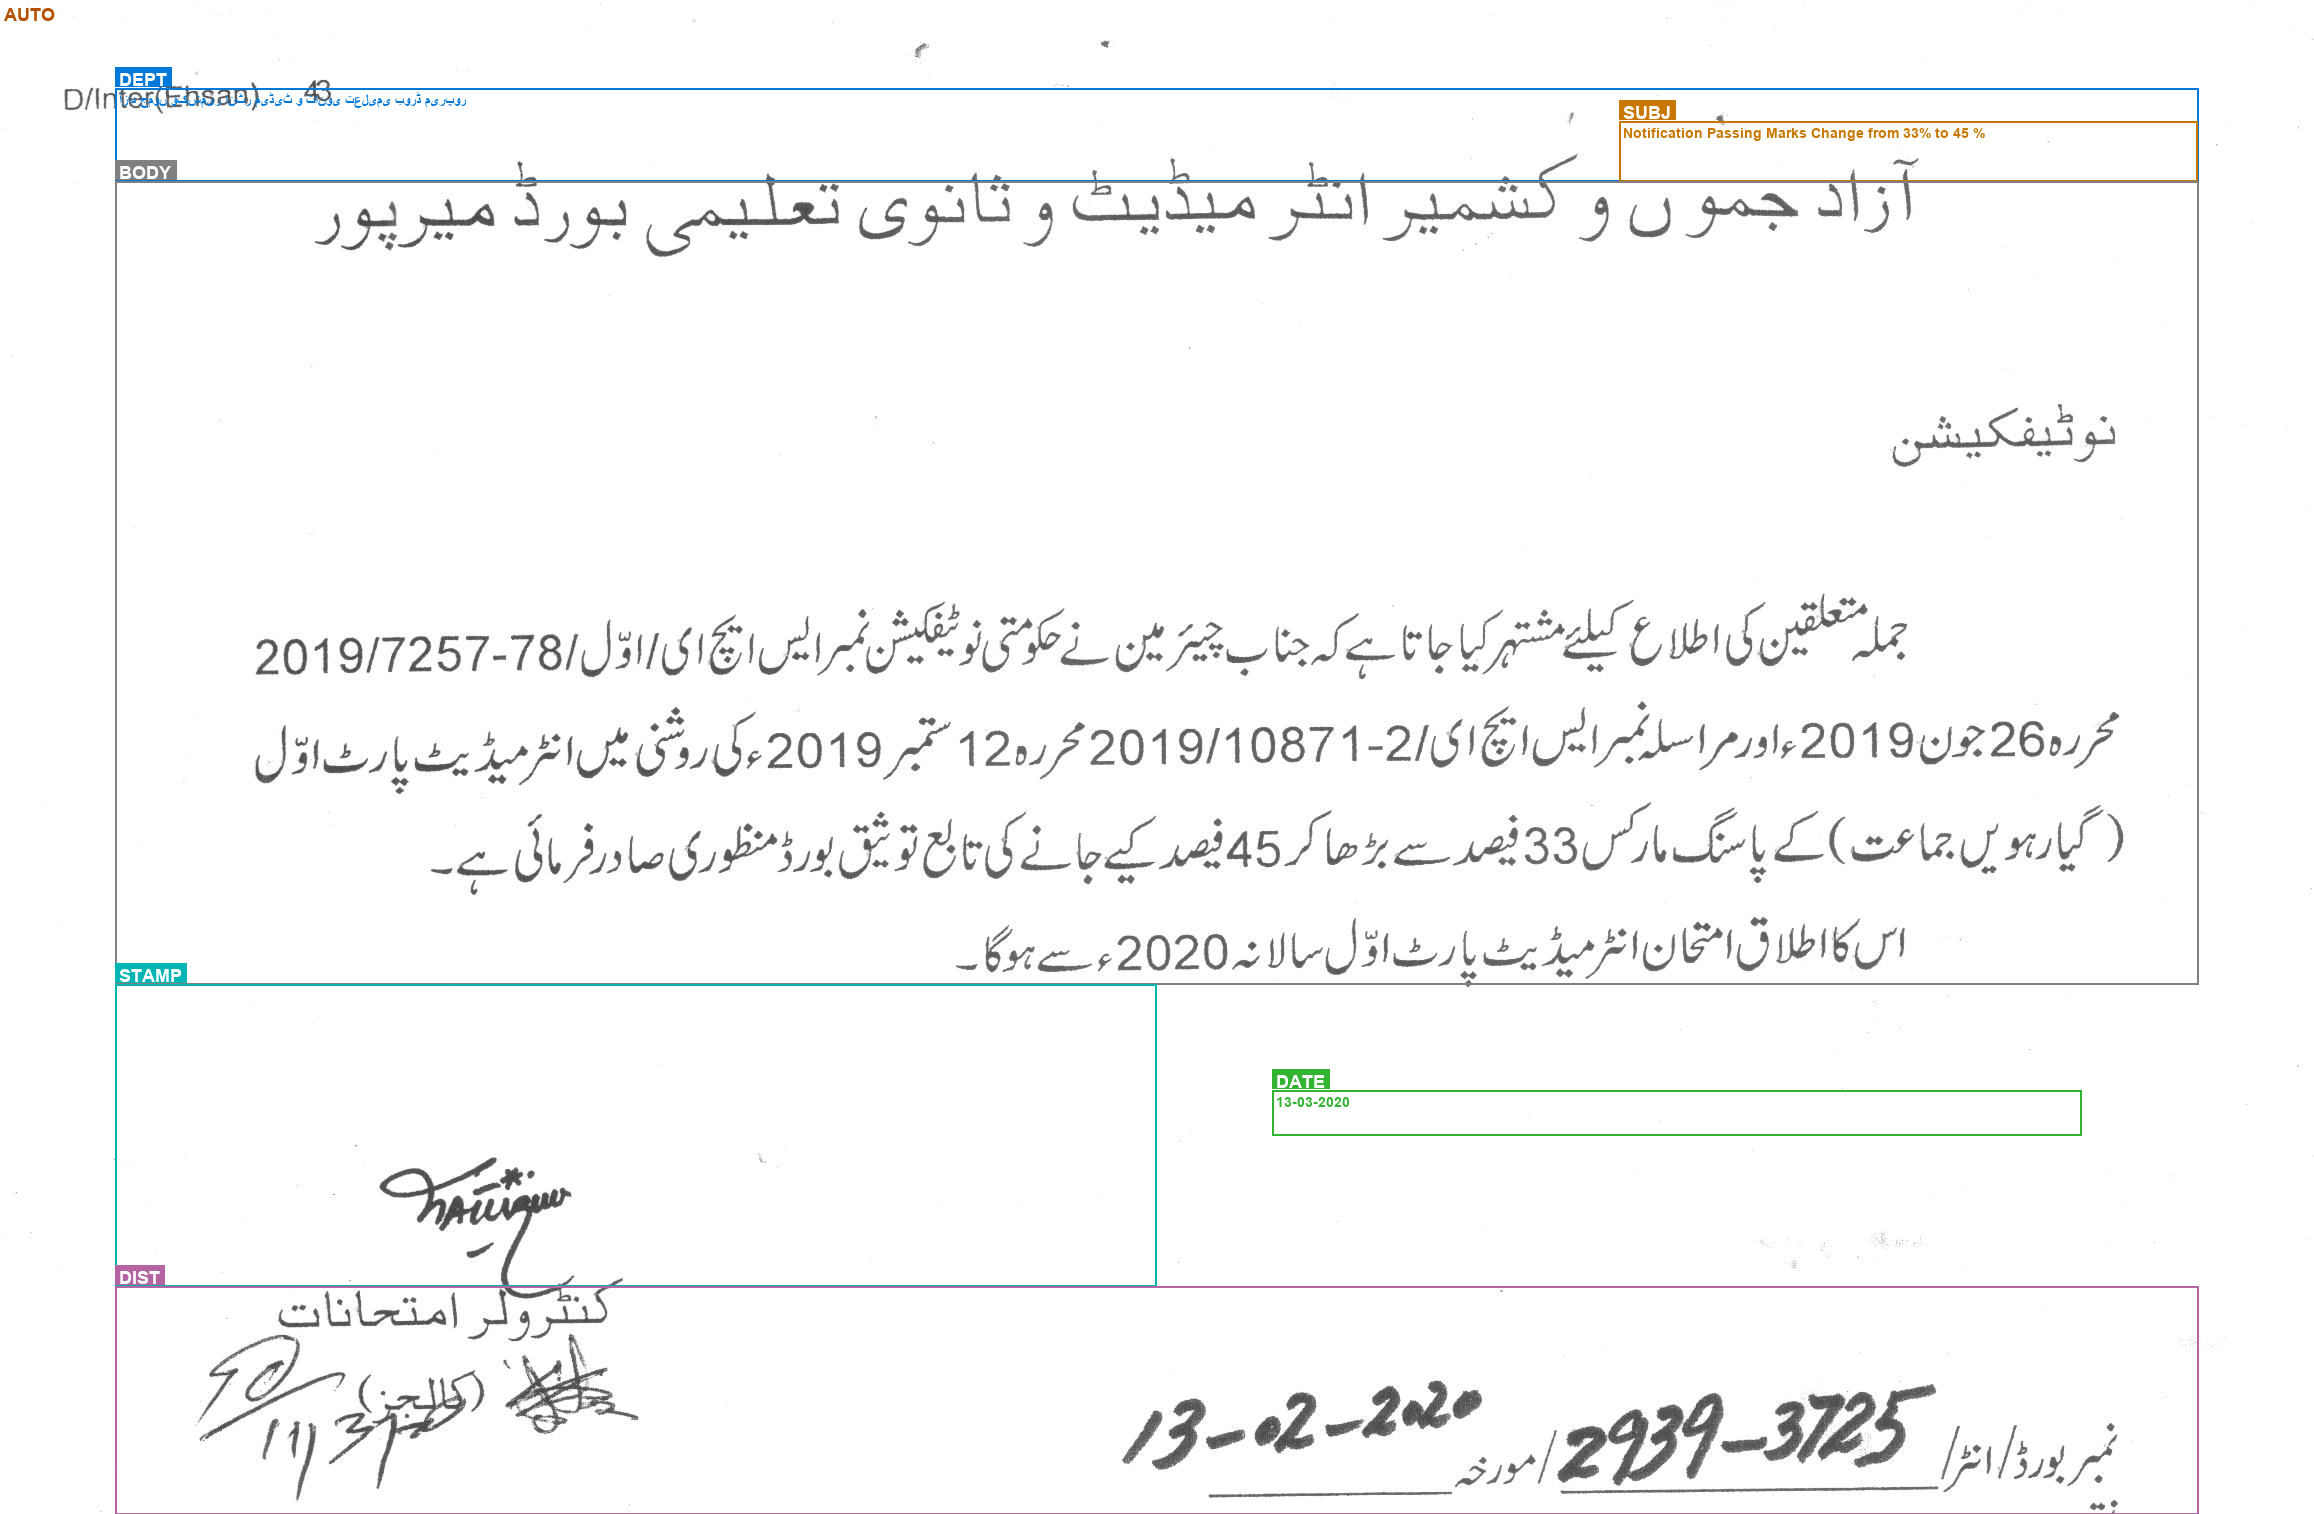 AUTO
DEPT
D/Inter(Ehsan) 43
SUBJ
Notification Passing Marks Change from 33% to 45 %
BODY
آزاد جموں و کشمیر انٹر میڈیٹ و ثانوی تعلیمی بورڈ میرپور
نوٹیفکیشن
جملہ متعلقین کی اطلاع کیلئے مشتہر کیا جاتا ہے کہ جناب چیئرمین نے حکومتی نوٹیفکیشن نمبر ایس ایچ ای/اوّل/78-7257/2019
محررہ 26 جون 2019ء اور مراسلہ نمبر ایس ایچ ای/2-10871/2019 محررہ 12 ستمبر 2019ء کی روشنی میں انٹرمیڈیٹ پارٹ اوّل
(گیارہویں جماعت) کے پاسنگ مارکس 33 فیصد سے بڑھا کر 45 فیصد کیے جانے کی تابع توثیق بورڈ منظوری صادر فرمائی ہے۔
اس کا اطلاق امتحان انٹرمیڈیٹ پارٹ اوّل سالانہ 2020ء سے ہوگا۔
STAMP
DATE
13-03-2020
DIST
کنٹرولر امتحانات
(کالجز)
نمبر بورڈ/انٹر/ 2939-3725 /مورخہ 13-02-2020